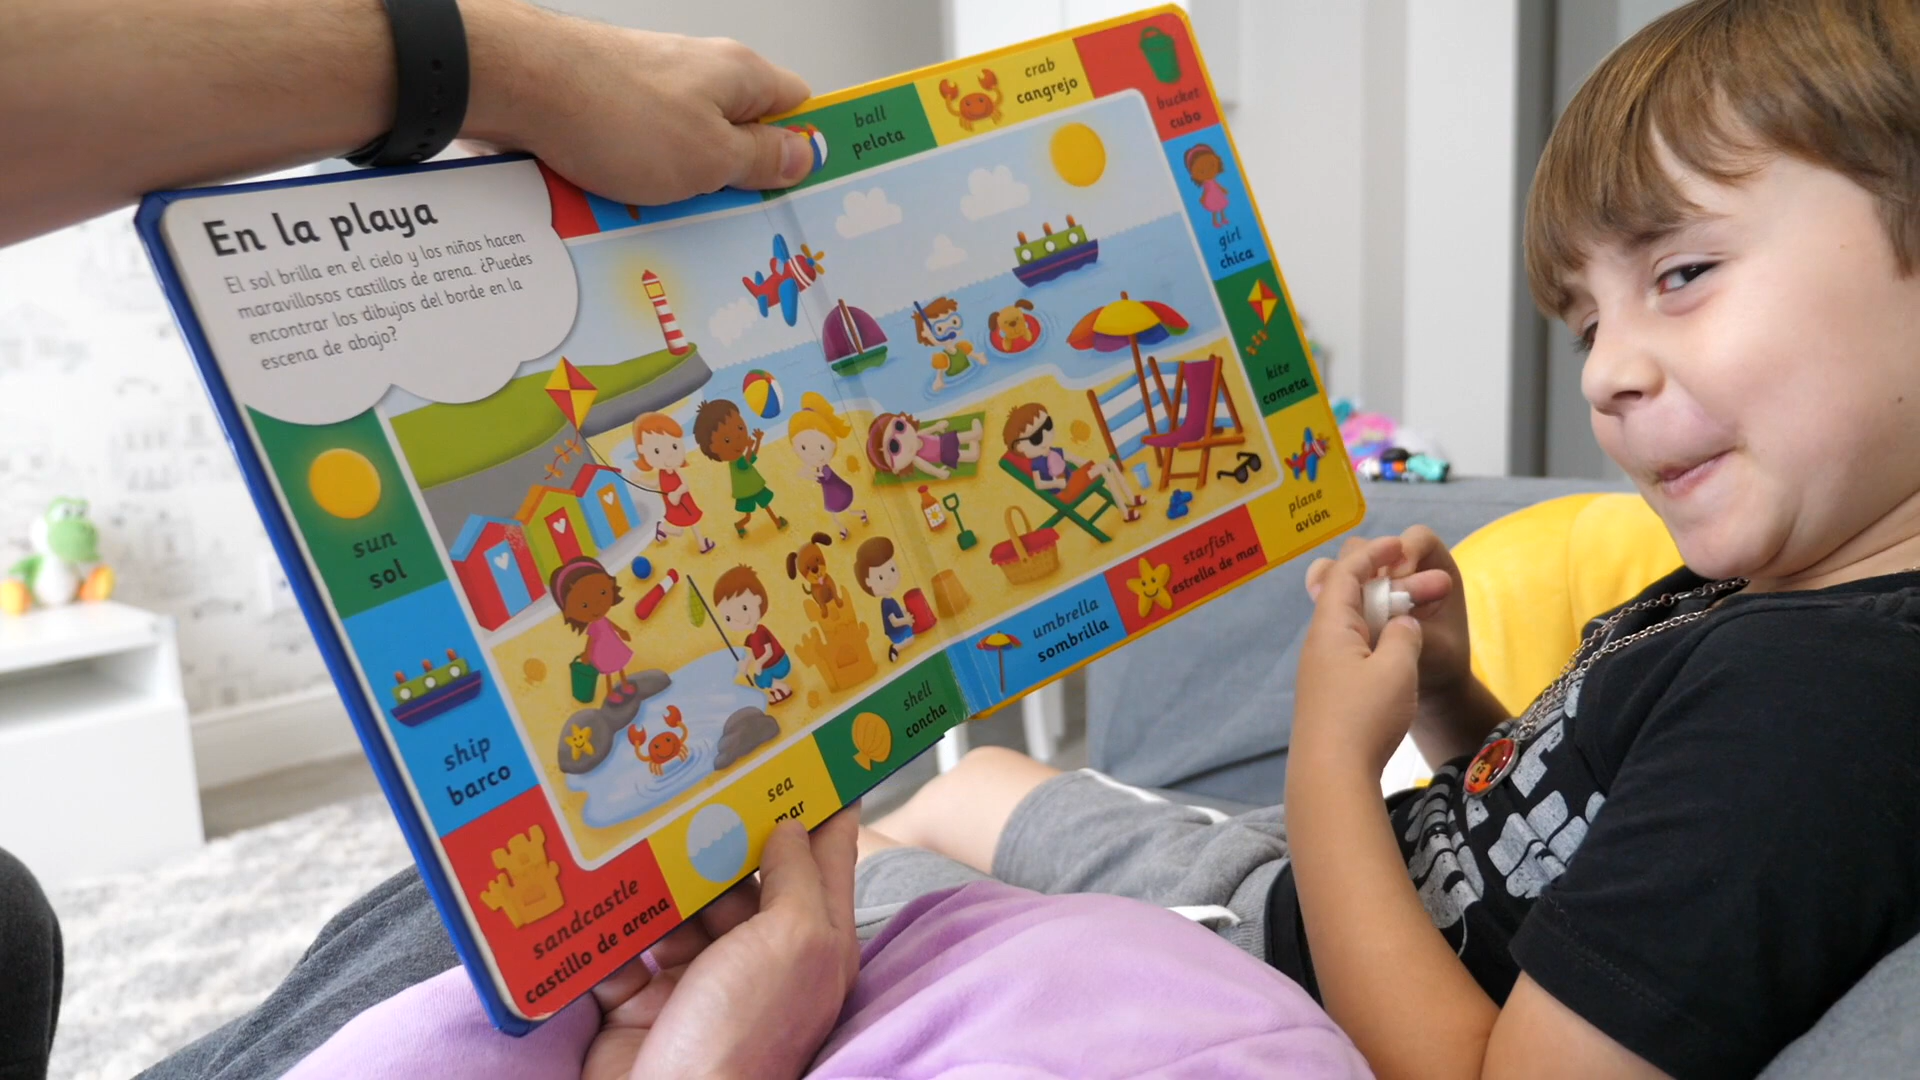 En la playa
El sol brilla en el cielo y los niños hacen
maravillosos castillos de arena. ¿Puedes
encontrar los dibujos del borde en la
escena de abajo?
ball
pelota
crab
cangrejo
bucket
cubo
girl
chica
kite
cometa
plane
avión
starfish
estrella de mar
umbrella
sombrilla
shell
concha
sea
mar
sandcastle
castillo de arena
ship
barco
sun
sol